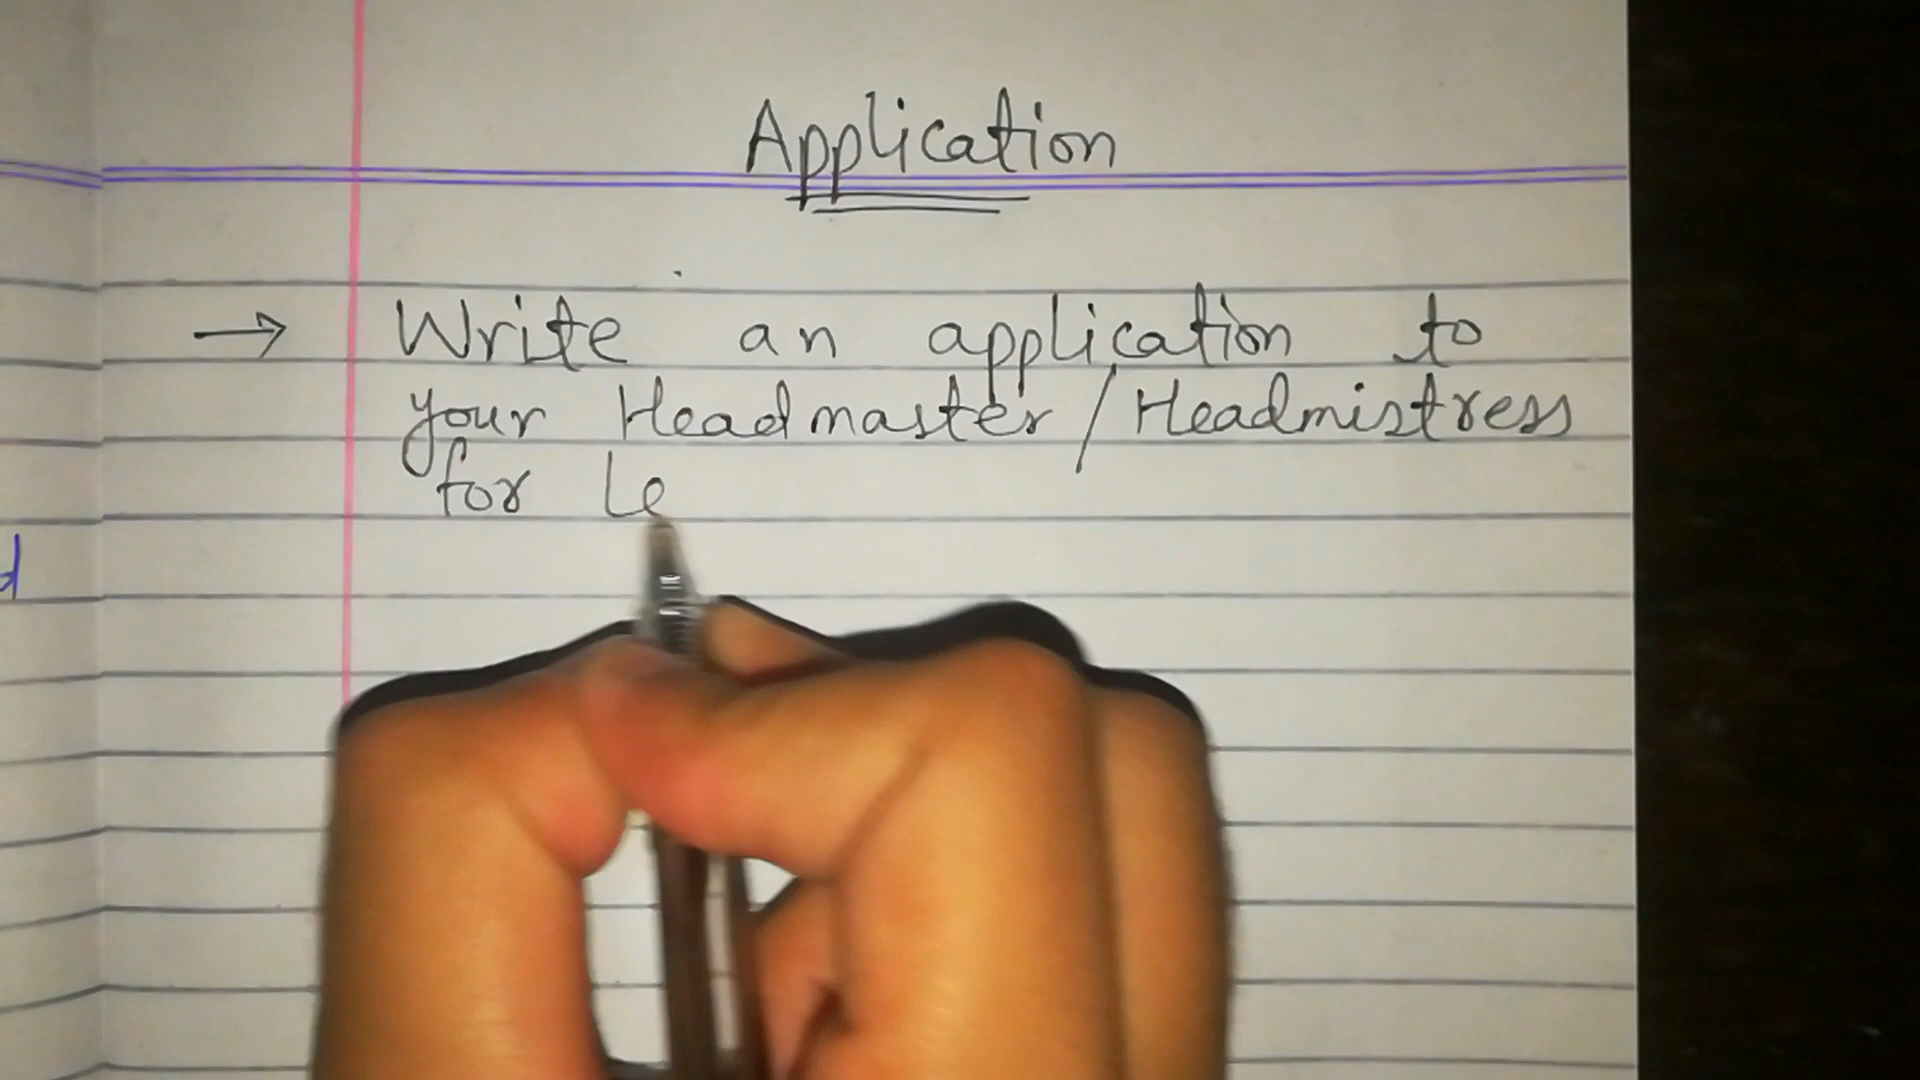 Application
→ Write an application to
your Headmaster / Headmistress
for Le
d